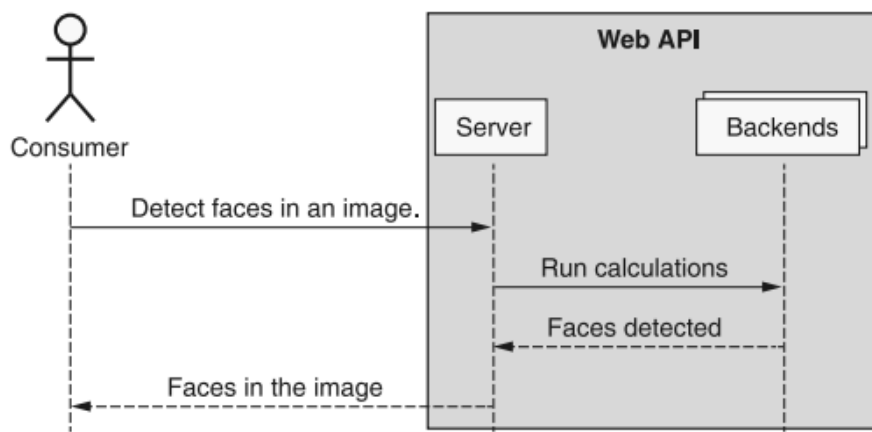 Web API
Server
Backends
Consumer
Detect faces in an image.
Run calculations
Faces detected
Faces in the image